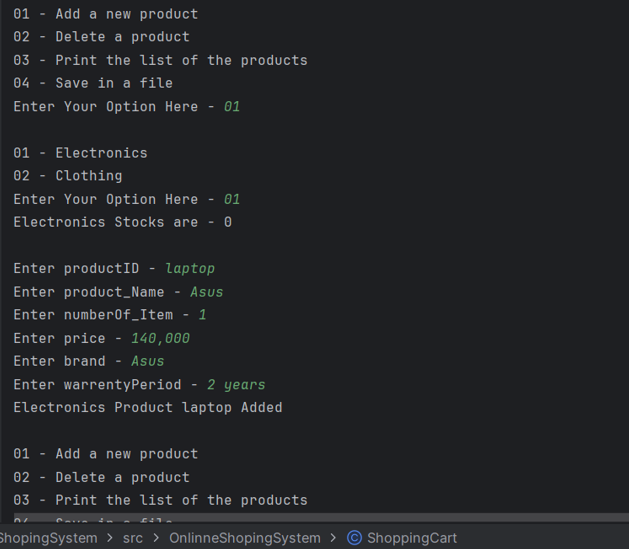 01 - Add a new product
02 - Delete a product
03 - Print the list of the products
04 - Save in a file
Enter Your Option Here - 01
01 - Electronics
02 - Clothing
Enter Your Option Here - 01
Electronics Stocks are - 0
Enter productID - laptop
Enter product_Name - Asus
Enter numberOf_Item - 1
Enter price - 140,000
Enter brand - Asus
Enter warrentyPeriod - 2 years
Electronics Product laptop Added
01 - Add a new product
02 - Delete a product
03 - Print the list of the products
04 - Save in a file
ShopingSystem > src > OnlinneShopingSystem > © ShoppingCart